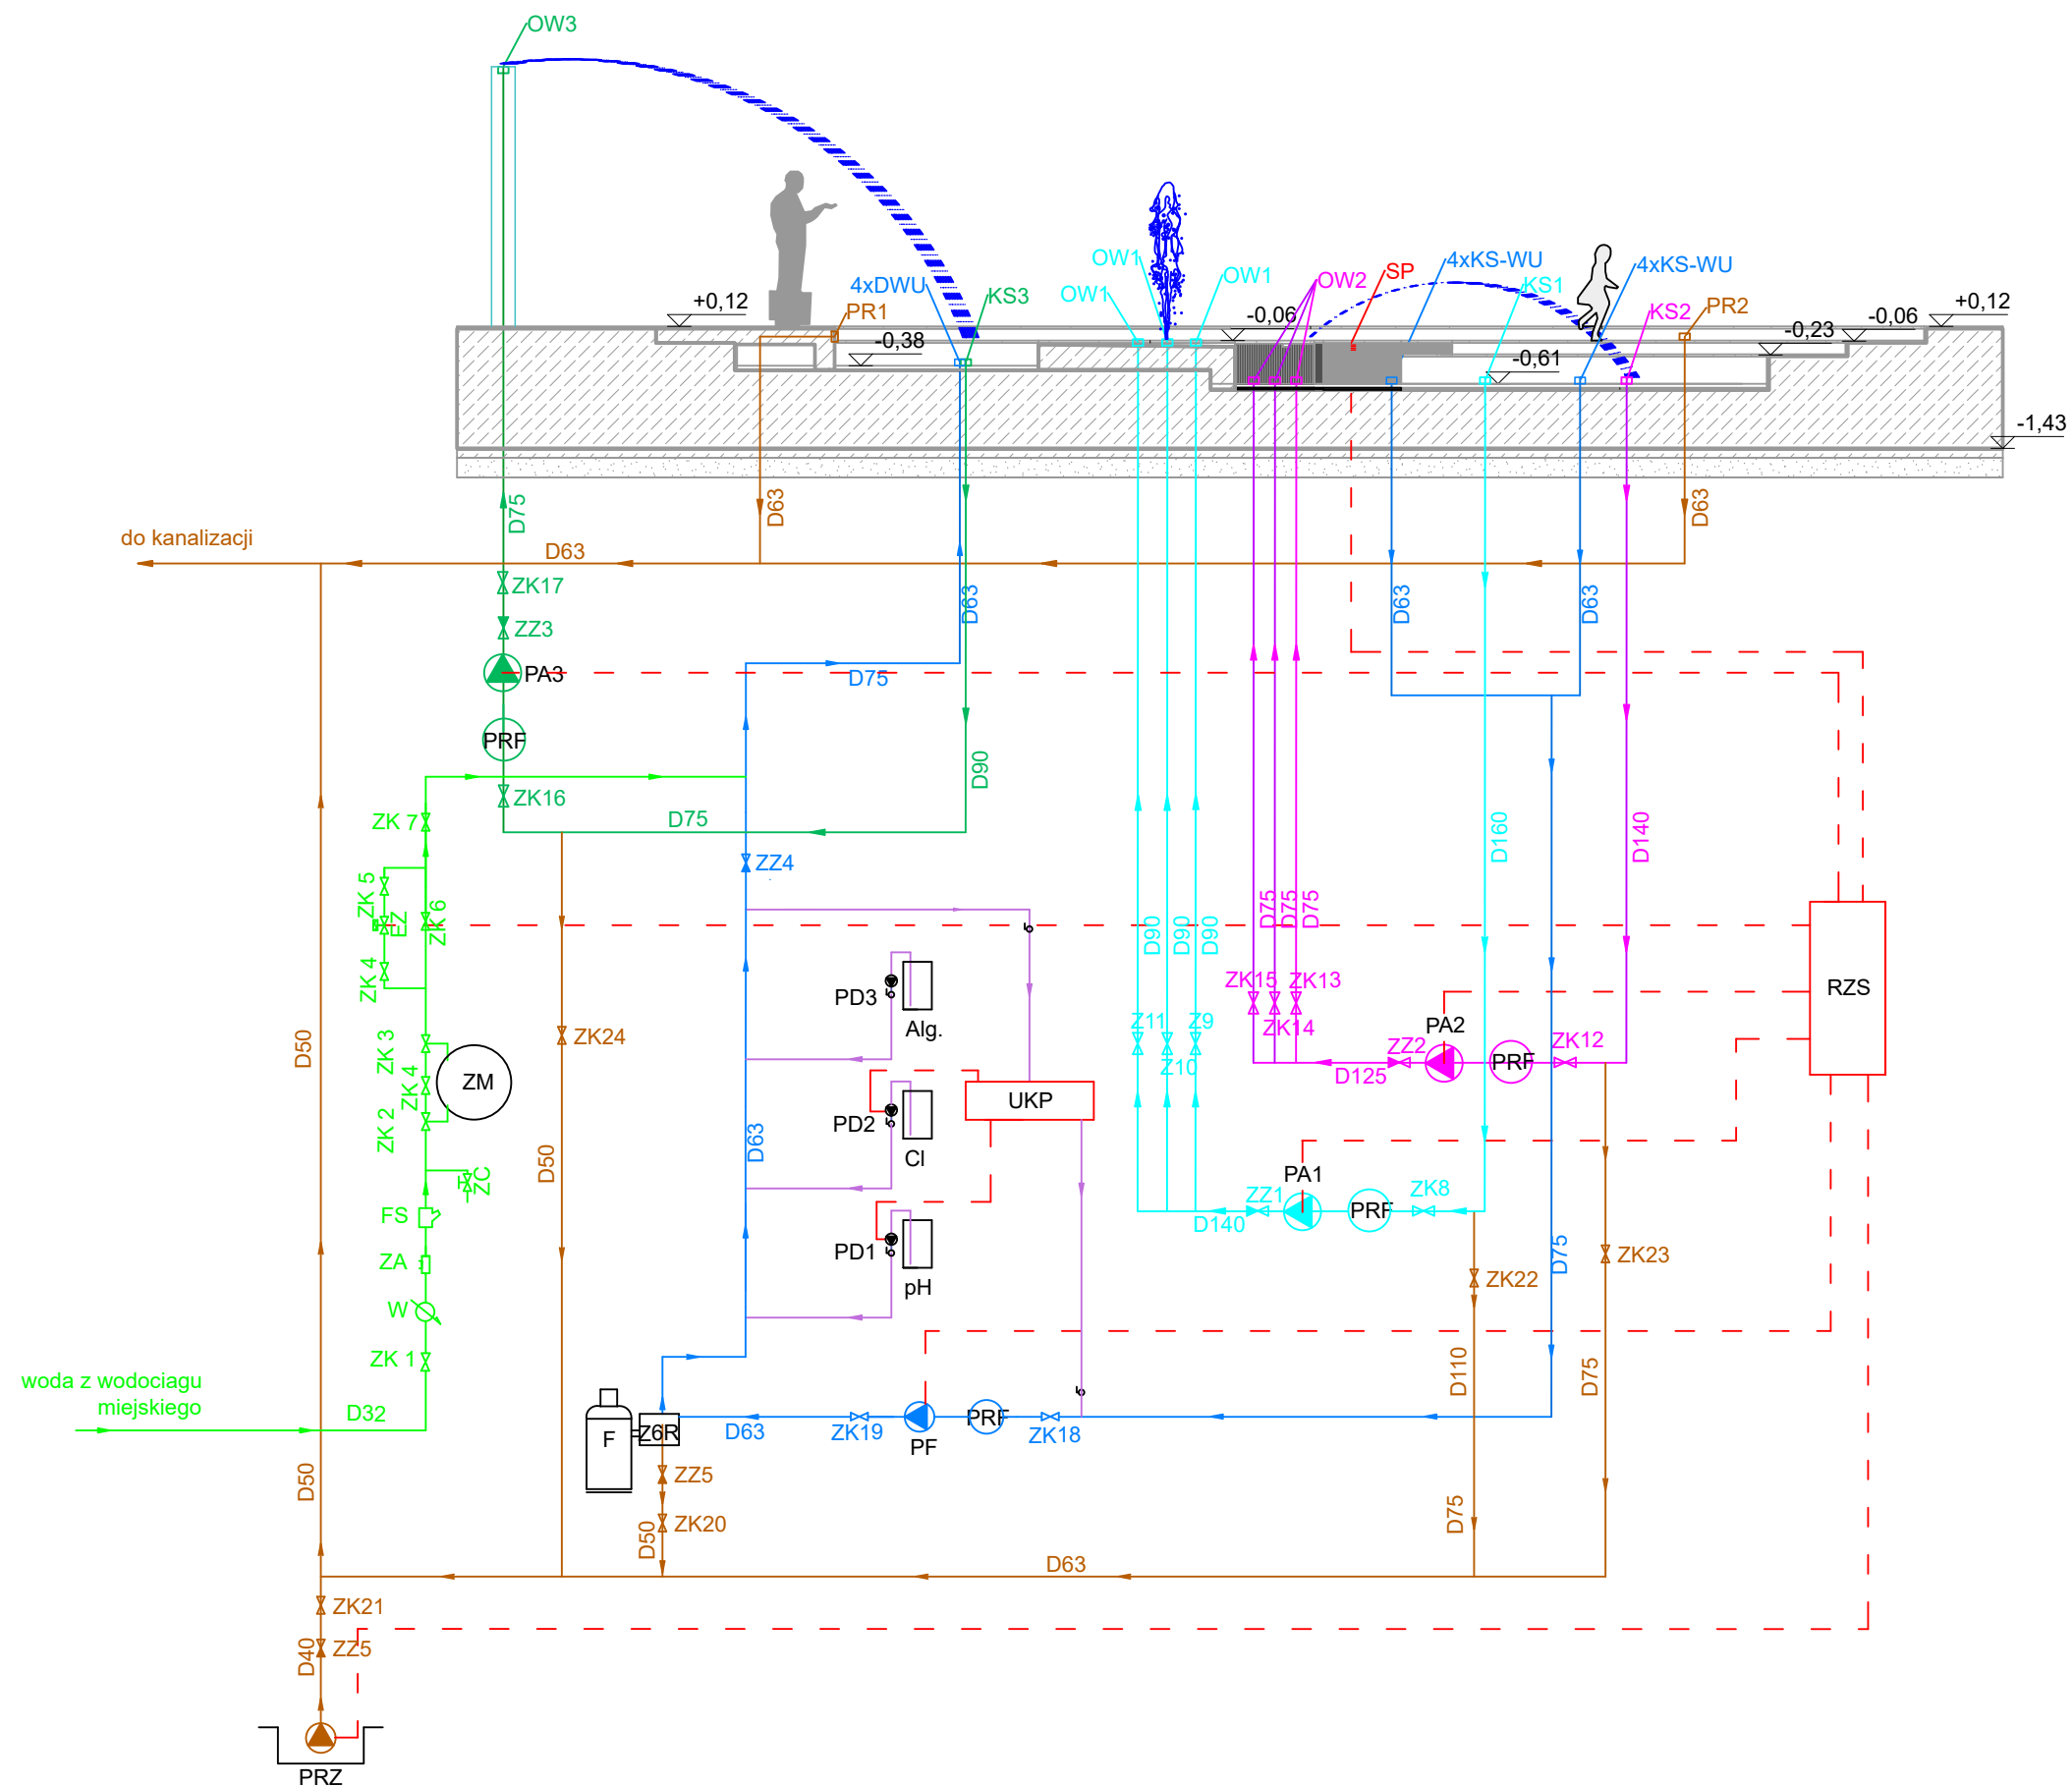 OW3
OW1
4xKS-WU
4xKS-WU
OW1
OW1
OW2
SP
KS1
4xDWU
KS3
KS2
PR2
+0,12
PR1
-0,06
-0,06
+0,12
-0,38
-0,61
-0,23
-1,43
D75
D63
D63
do kanalizacji
D63
ZK17
D63
D63
D63
ZZ3
PA3
D75
PRF
D90
ZK16
ZK 7
D75
D160
D140
ZZ4
ZK 5
EZ
ZK 6
D75
D75
D75
D90
D90
D90
ZK 4
ZK15
ZK13
RZS
PD3
Alg.
Z11
Z9
ZK14
PA2
D50
ZK24
ZK 3
ZZ2
PRF
ZK12
Z10
D125
ZM
ZK 4
UKP
PD2
ZK 2
Cl
D63
D50
PA1
ZC
ZZ1
PRF
ZK8
FS
D140
PD1
D75
ZK23
ZA
ZK22
pH
W
ZK 1
woda z wodociagu
miejskiego
D32
D110
D75
F
Z6R
D63
ZK19
PF
PRF
ZK18
D50
ZZ5
D75
D50
ZK20
D63
ZK21
D40
ZZ5
PRZ